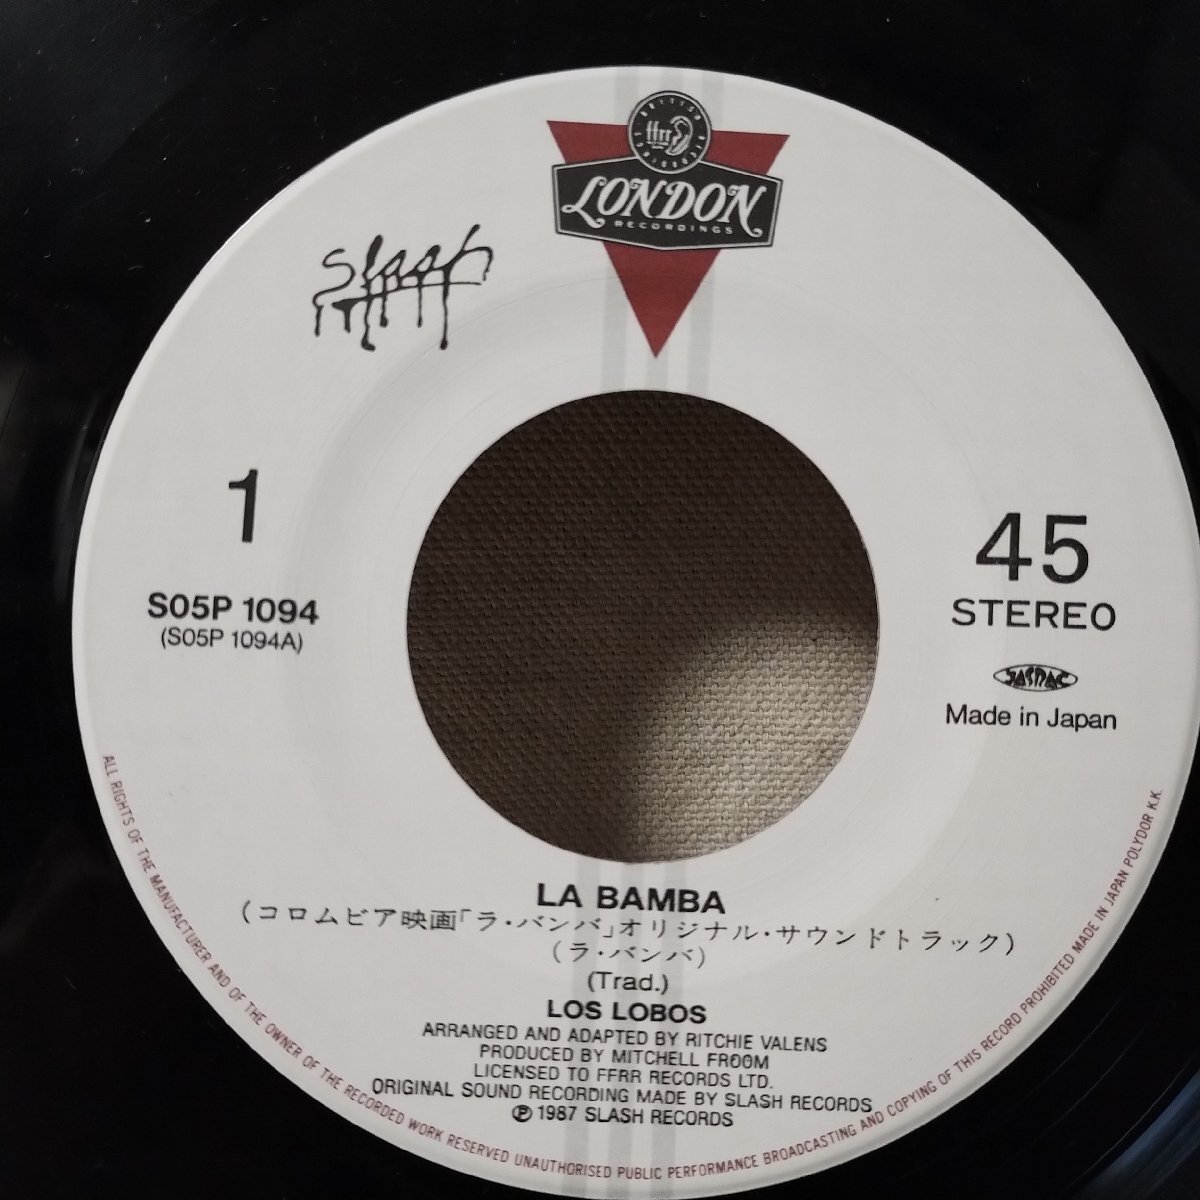 BRITISH
ffrr
RECORDINGS
LONDON
RECORDINGS
slash
1
S05P 1094
(S05P 1094A)
45
STEREO
JASRAC
Made in Japan
LA BAMBA
(コロムビア映画「ラ・バンバ」オリジナル・サウンドトラック)
(ラ・バンバ)
(Trad.)
LOS LOBOS
ARRANGED AND ADAPTED BY RITCHIE VALENS
PRODUCED BY MITCHELL FROOM
LICENSED TO FFRR RECORDS LTD.
ORIGINAL SOUND RECORDING MADE BY SLASH RECORDS
Ⓟ 1987 SLASH RECORDS
ALL RIGHTS OF THE MANUFACTURER AND OF THE OWNER OF THE RECORDED WORK RESERVED UNAUTHORISED PUBLIC PERFORMANCE BROADCASTING AND COPYING OF THIS RECORD PROHIBITED MADE IN JAPAN POLYDOR K.K.